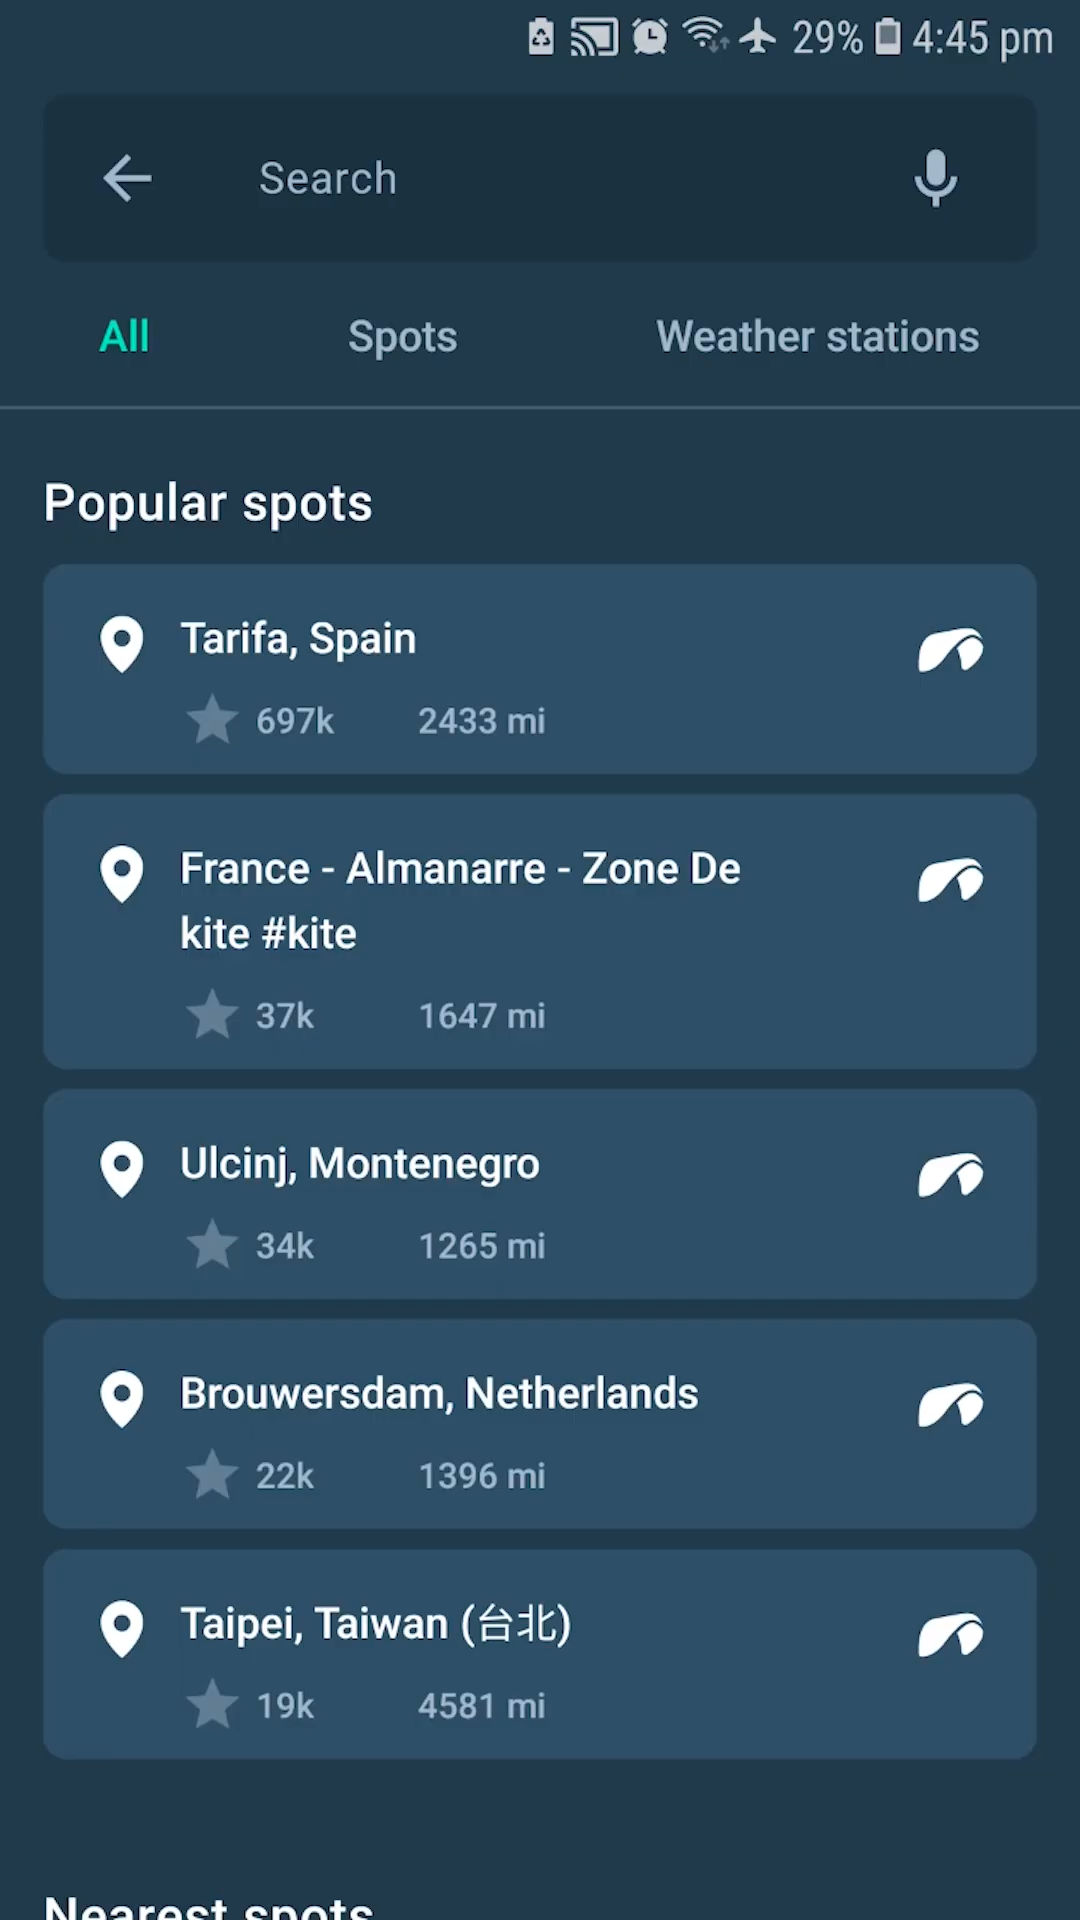 29% 4:45 pm
Search
All Spots Weather stations
Popular spots
Tarifa, Spain
697k 2433 mi
France - Almanarre - Zone De
kite #kite
37k 1647 mi
Ulcinj, Montenegro
34k 1265 mi
Brouwersdam, Netherlands
22k 1396 mi
Taipei, Taiwan (台北)
19k 4581 mi
Nearest spots